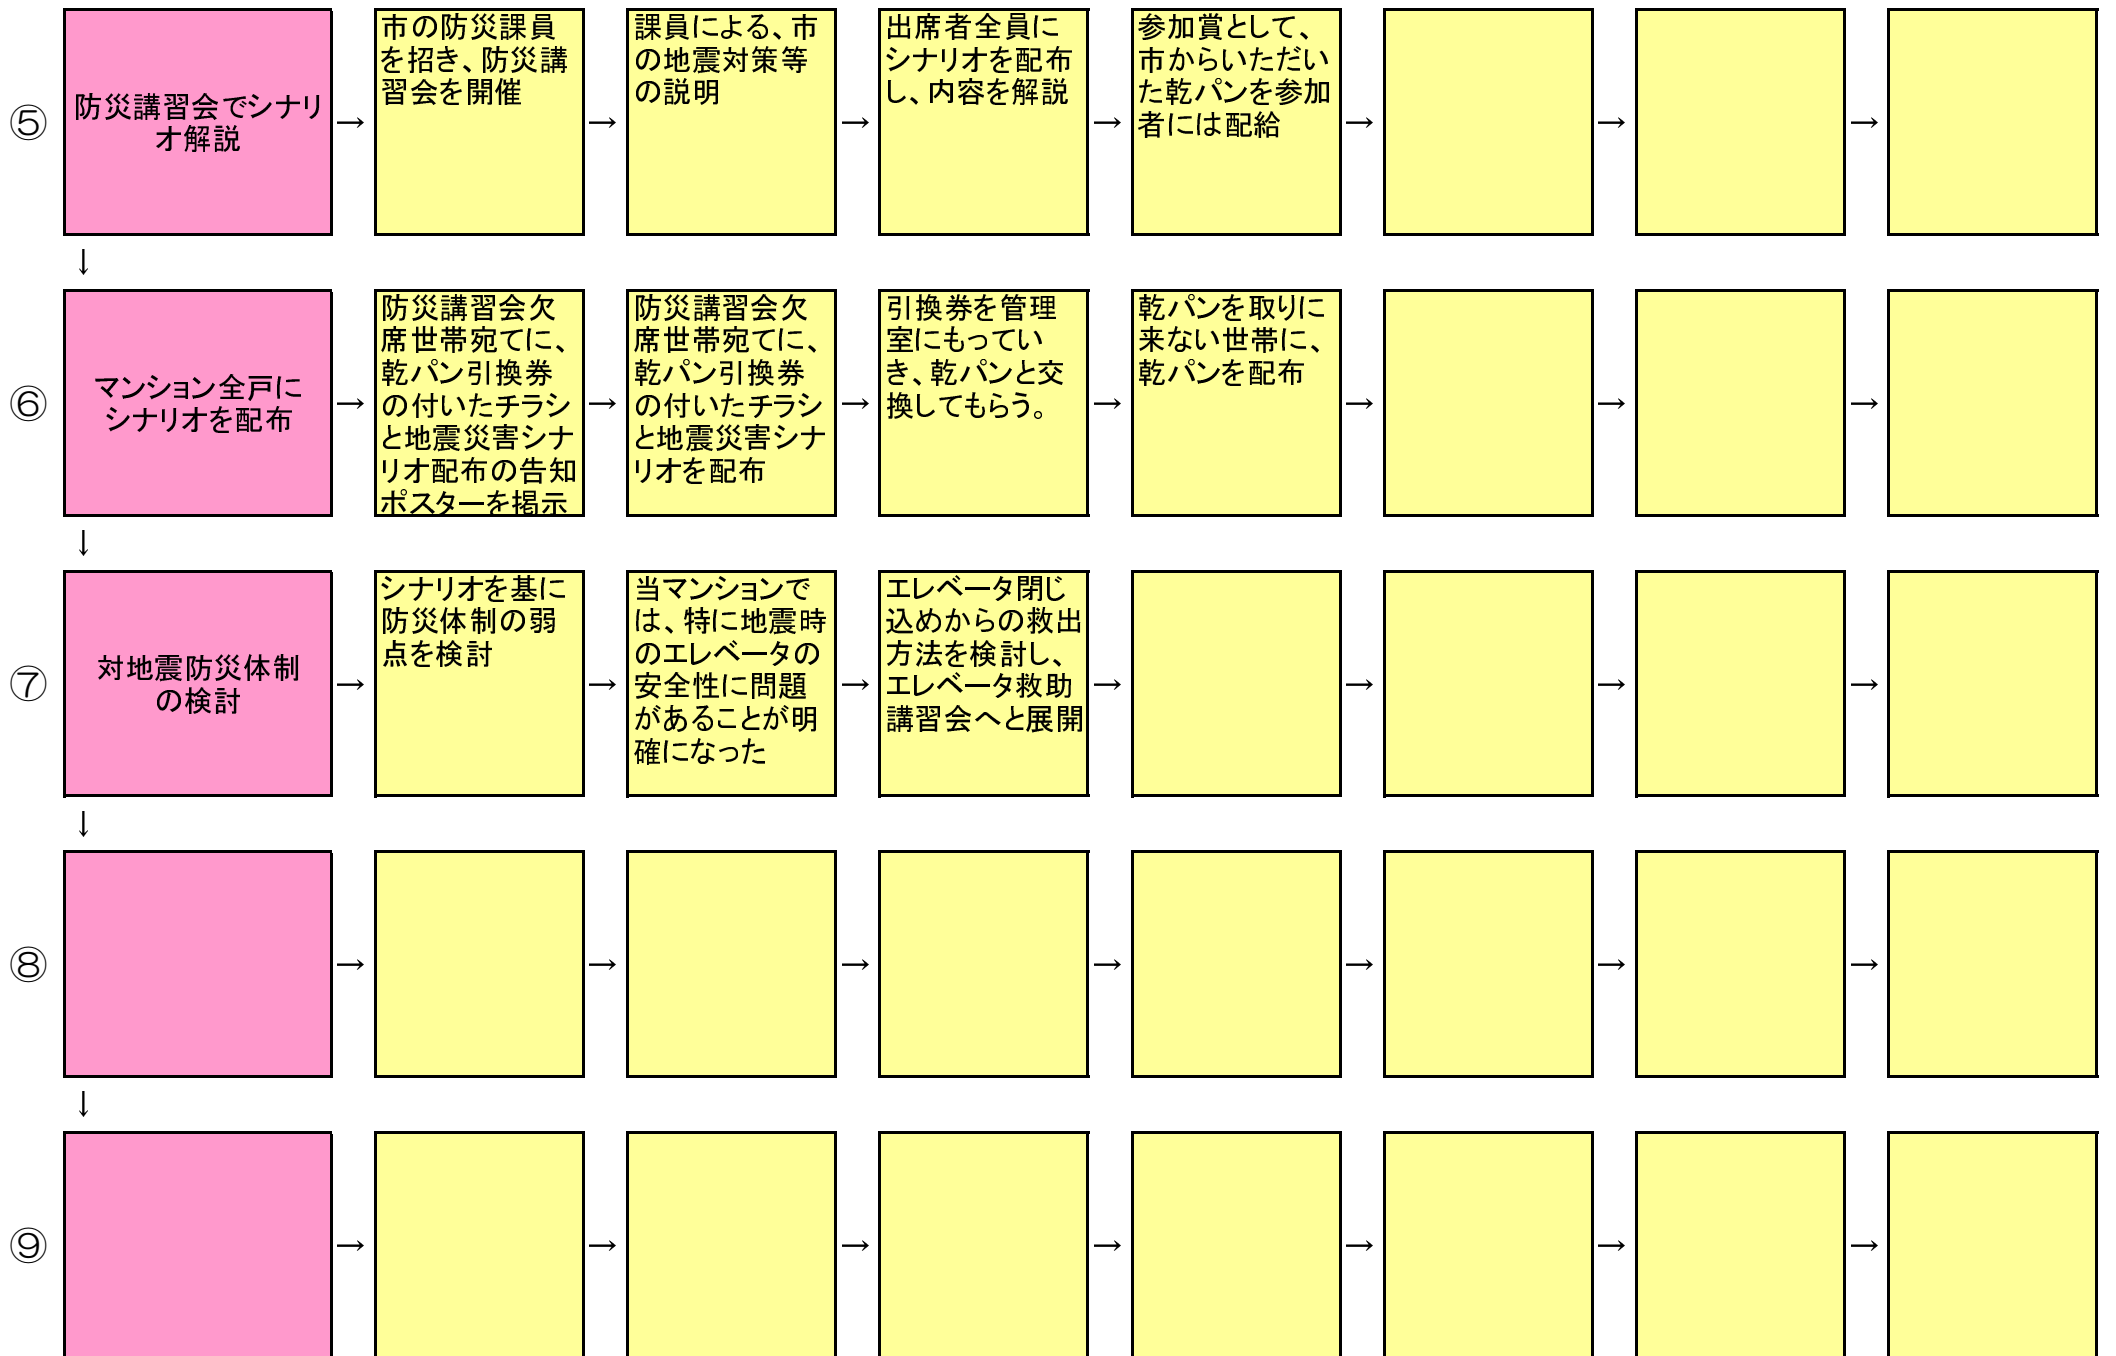 ⑤
防災講習会でシナリ
オ解説
→
市の防災課員
を招き、防災講
習会を開催
→
課員による、市
の地震対策等
の説明
→
出席者全員に
シナリオを配布
し、内容を解説
→
参加賞として、
市からいただい
た乾パンを参加
者には配給
→
→
→
↓
⑥
マンション全戸に
シナリオを配布
→
防災講習会欠
席世帯宛てに、
乾パン引換券
の付いたチラシ
と地震災害シナ
リオ配布の告知
ポスターを掲示
→
防災講習会欠
席世帯宛てに、
乾パン引換券
の付いたチラシ
と地震災害シナ
リオを配布
→
引換券を管理
室にもってい
き、乾パンと交
換してもらう。
→
乾パンを取りに
来ない世帯に、
乾パンを配布
→
→
→
↓
⑦
対地震防災体制
の検討
→
シナリオを基に
防災体制の弱
点を検討
→
当マンションで
は、特に地震時
のエレベータの
安全性に問題
があることが明
確になった
→
エレベータ閉じ
込めからの救出
方法を検討し、
エレベータ救助
講習会へと展開
→
→
→
→
↓
⑧
→
→
→
→
→
→
→
↓
⑨
→
→
→
→
→
→
→